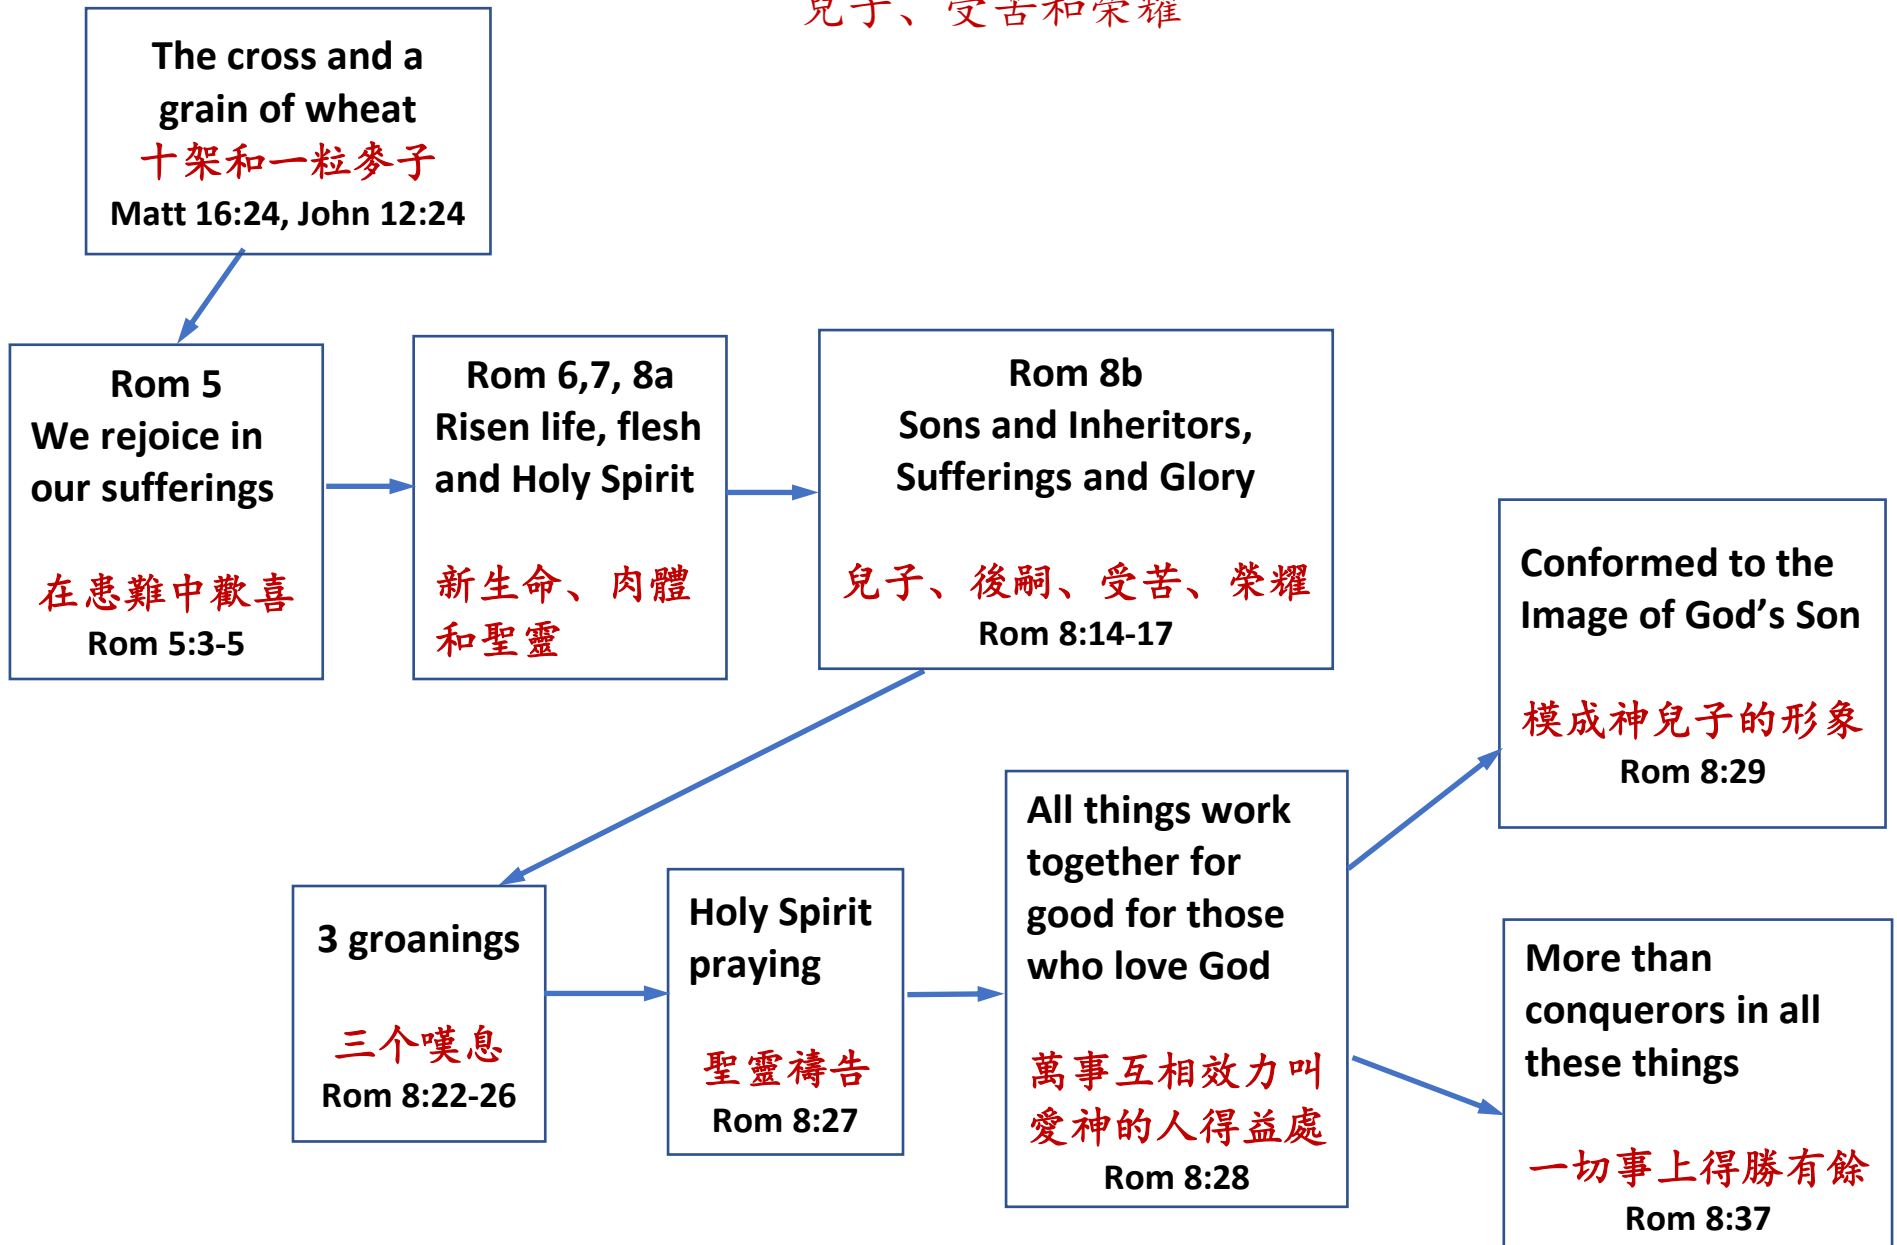 兒子、受苦和榮耀
The cross and a
grain of wheat
十架和一粒麥子
Matt 16:24, John 12:24
Rom 5
We rejoice in
our sufferings
在患難中歡喜
Rom 5:3-5
Rom 6,7, 8a
Risen life, flesh
and Holy Spirit
新生命、肉體
和聖靈
Rom 8b
Sons and Inheritors,
Sufferings and Glory
兒子、後嗣、受苦、榮耀
Rom 8:14-17
3 groanings
三个嘆息
Rom 8:22-26
Holy Spirit
praying
聖靈禱告
Rom 8:27
All things work
together for
good for those
who love God
萬事互相效力叫
愛神的人得益處
Rom 8:28
Conformed to the
Image of God’s Son
模成神兒子的形象
Rom 8:29
More than
conquerors in all
these things
一切事上得勝有餘
Rom 8:37